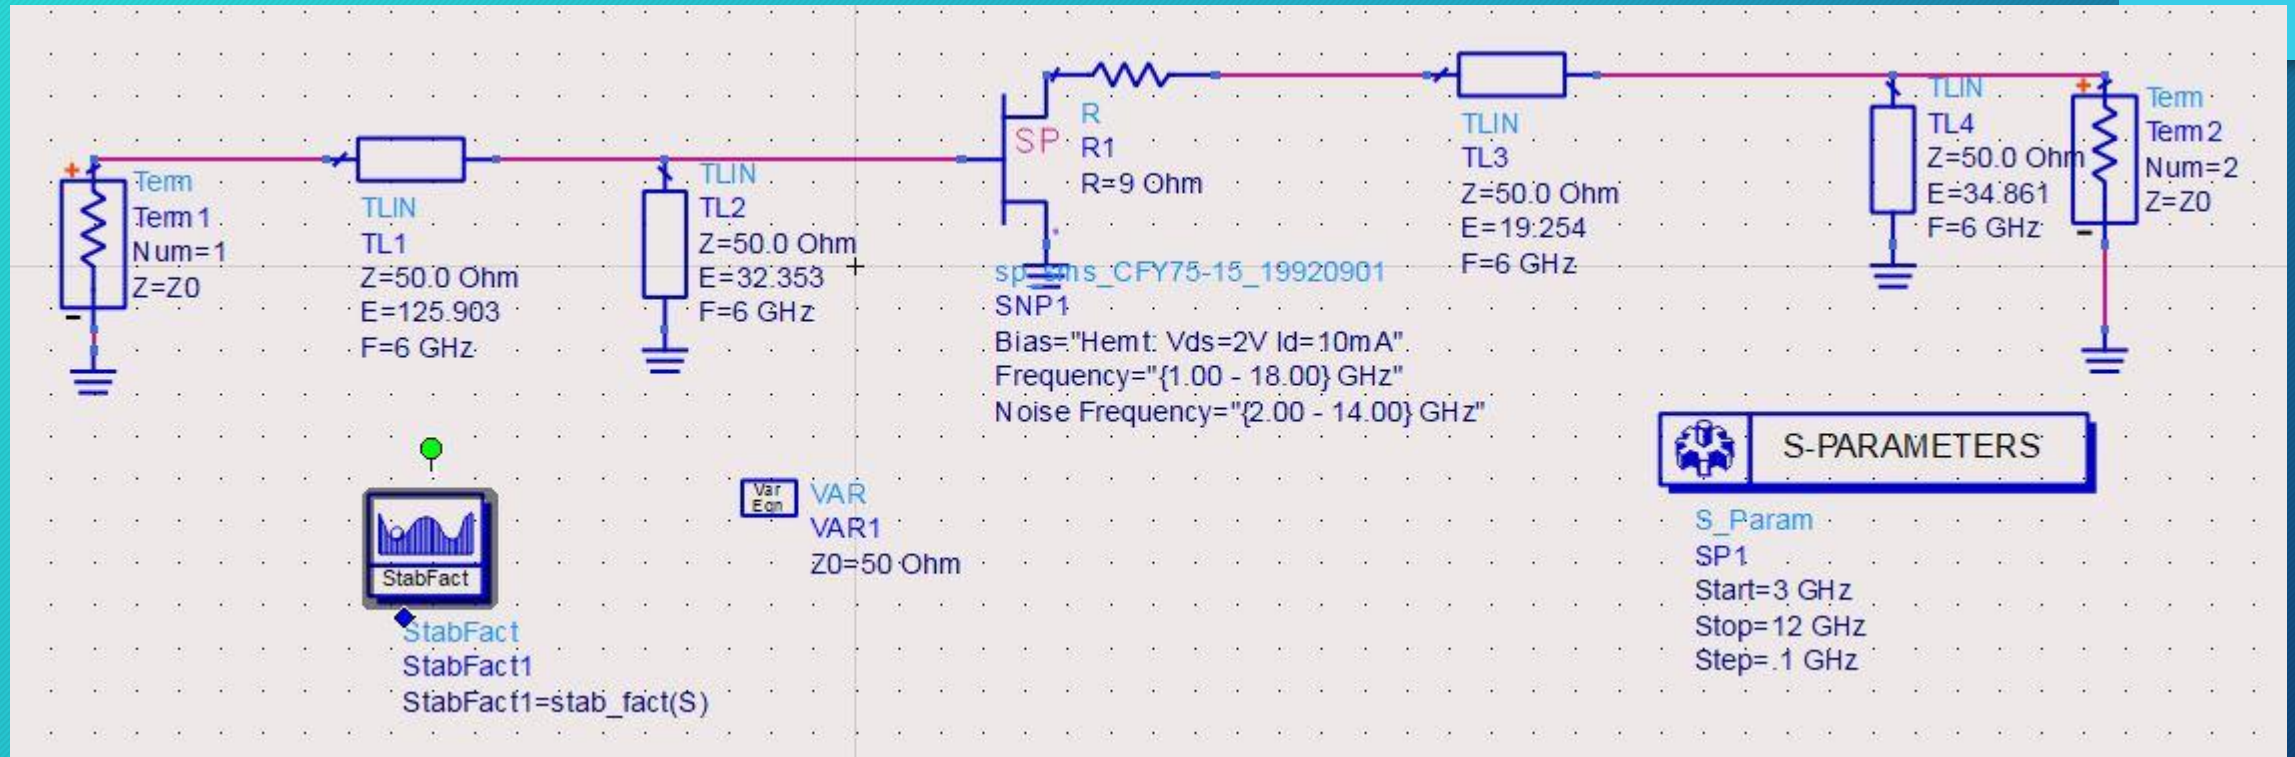 Term
Term1
Num=1
Z=Z0
TLIN
TL1
Z=50.0 Ohm
E=125.903
F=6 GHz
TLIN
TL2
Z=50.0 Ohm
E=32.353
F=6 GHz
SP
R
R1
R=9 Ohm
sp_sms_CFY75-15_19920901
SNP1
Bias="Hemt: Vds=2V Id=10mA"
Frequency="{1.00 - 18.00} GHz"
Noise Frequency="{2.00 - 14.00} GHz"
TLIN
TL3
Z=50.0 Ohm
E=19.254
F=6 GHz
TLIN
TL4
Z=50.0 Ohm
E=34.861
F=6 GHz
Term
Term2
Num=2
Z=Z0
StabFact
StabFact
StabFact1
StabFact1=stab_fact(S)
Var
Eqn
VAR
VAR1
Z0=50 Ohm
S-PARAMETERS
S_Param
SP1
Start=3 GHz
Stop=12 GHz
Step=.1 GHz